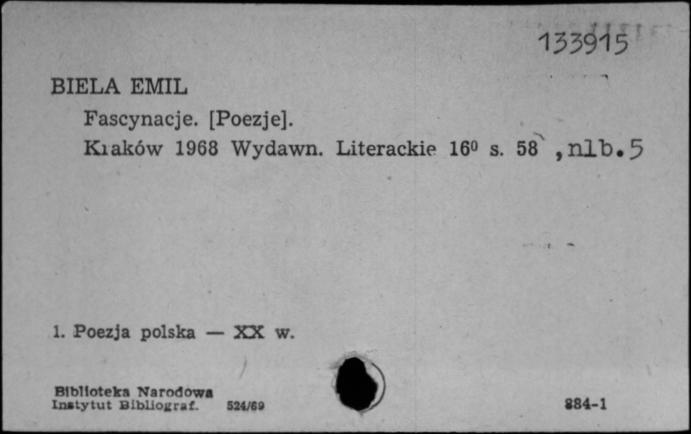 133915
BIELA EMIL
Fascynacje. [Poezje].
Kraków 1968 Wydawn. Literackie 16⁰ s. 58 , nlb. 5
1. Poezja polska — XX w.
Biblioteka Narodowa
Instytut Bibliograf. 524/69
884-1